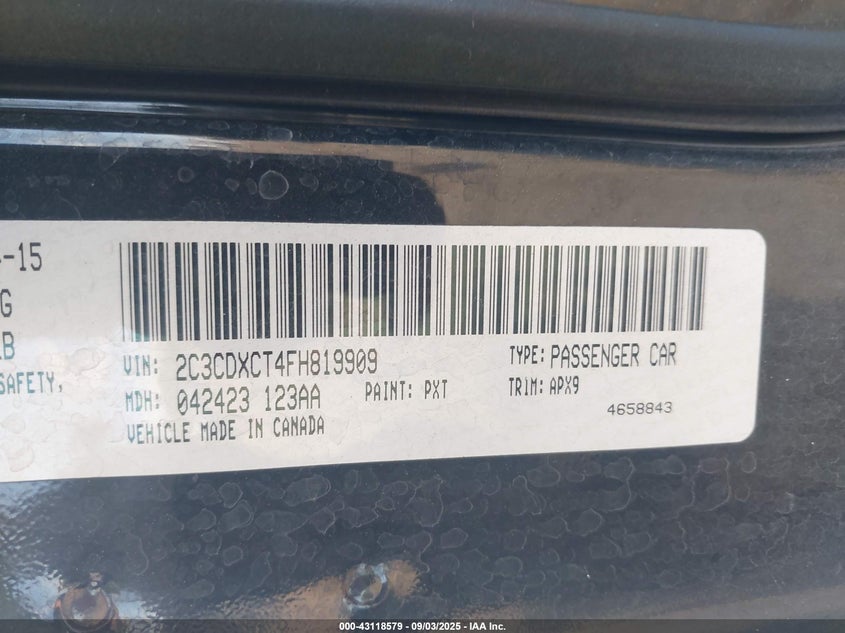 -15
G
LB
SAFETY,
VIN: 2C3CDXCT4FH819909
TYPE: PASSENGER CAR
MDH: 042423 123AA
PAINT: PXT
TRIM: APX9
VEHICLE MADE IN CANADA
4658843
000-43118579 - 09/03/2025 - IAA Inc.